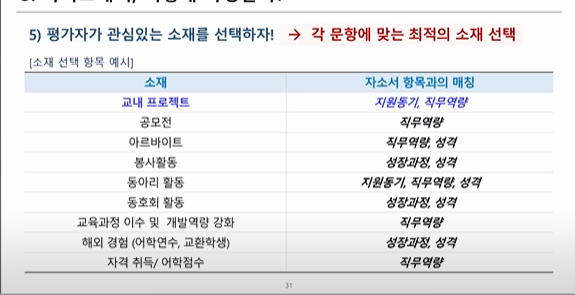 5) 평가자가 관심있는 소재를 선택하자! → 각 문항에 맞는 최적의 소재 선택
[소재 선택 항목 예시]
소재 자소서 항목과의 매칭
교내 프로젝트 지원동기, 직무역량
공모전 직무역량
아르바이트 직무역량, 성격
봉사활동 성장과정, 성격
동아리 활동 지원동기, 직무역량, 성격
동호회 활동 성장과정, 성격
교육과정 이수 및 개발역량 강화 직무역량
해외 경험 (어학연수, 교환학생) 성장과정, 성격
자격 취득/ 어학점수 직무역량
31